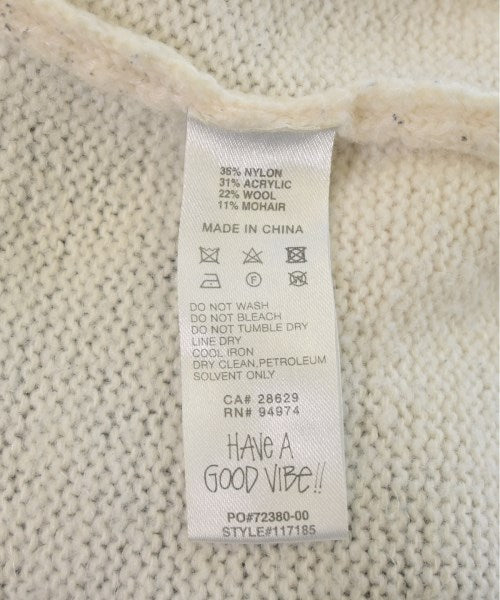 36% NYLON
31% ACRYLIC
22% WOOL
11% MOHAIR
MADE IN CHINA
DO NOT WASH
DO NOT BLEACH
DO NOT TUMBLE DRY
LINE DRY
COOL IRON
DRY CLEAN,PETROLEUM
SOLVENT ONLY
CA# 28629
RN# 94974
HAVE A
GOOD VIBE!!
PO#72380-00
STYLE#117185